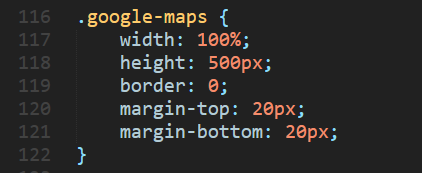 116 .google-maps {
117     width: 100%;
118     height: 500px;
119     border: 0;
120     margin-top: 20px;
121     margin-bottom: 20px;
122 }